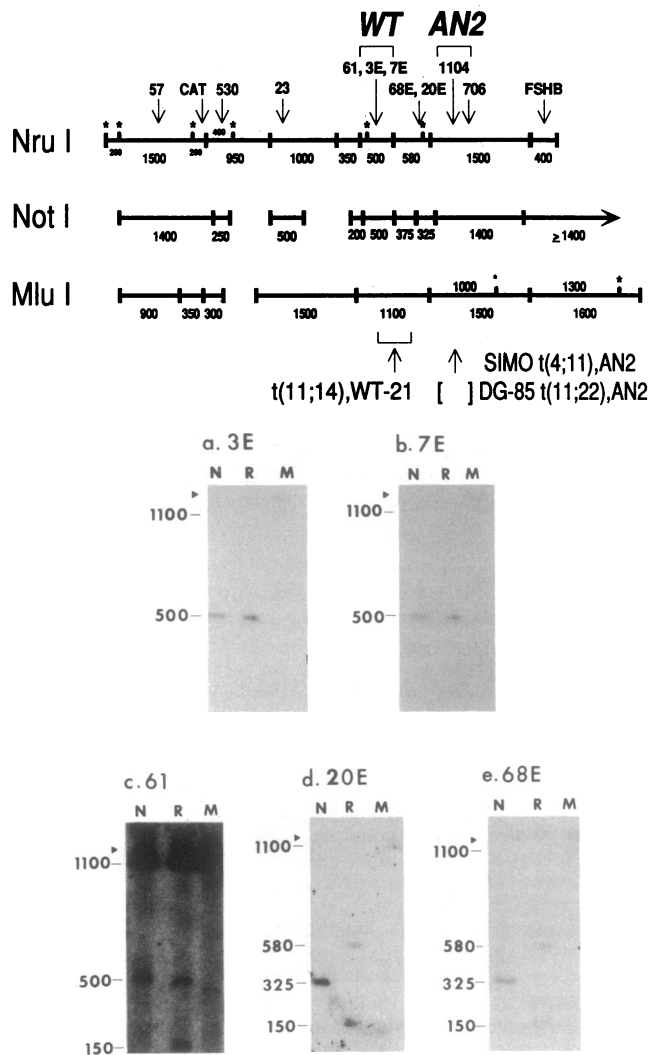 WT AN2
61, 3E, 7E 1104
57 CAT 530 23 68E, 20E 706 FSHB
* * * * * *
Nru I
400
200 1500 200 950 1000 350 500 580 1500 400
Not I
1400 250 500 200 500 375 325 1400 ≥1400
Mlu I
1000 * 1300 *
900 350 300 1500 1100 1500 1600
SIMO t(4;11),AN2
t(11;14),WT-21 [ ] DG-85 t(11;22),AN2
a. 3E
N R M
1100
500
b. 7E
N R M
1100
500
c. 61
N R M
1100
500
150
d. 20E
N R M
1100
580
325
150
e. 68E
N R M
1100
580
325
150